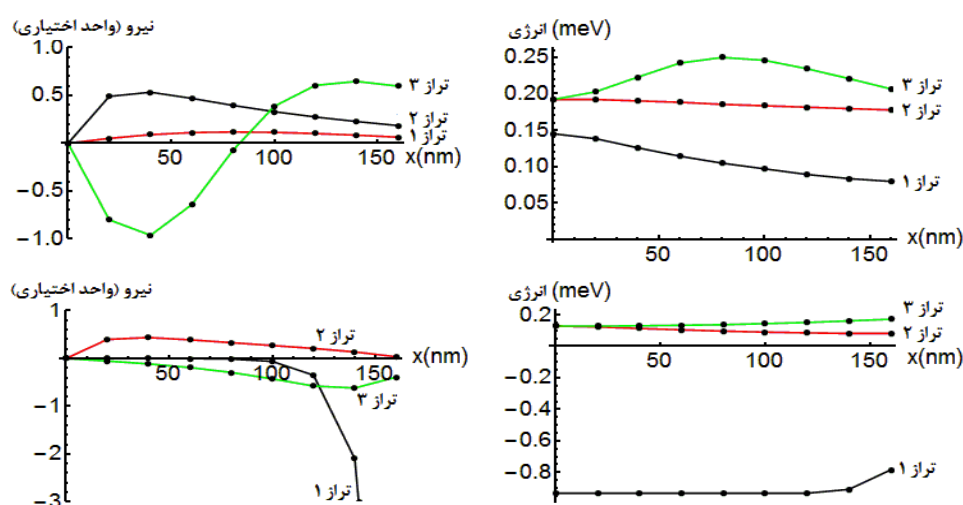 نیرو (واحد اختیاری)
1.0
0.5
-0.5
-1.0
50
100
150
x(nm)
تراز ۲
تراز ۱
تراز ۳
انرژی (meV)
0.25
0.20
0.15
0.10
0.05
50
100
150
x(nm)
تراز ۳
تراز ۲
تراز ۱
نیرو (واحد اختیاری)
1
-1
-2
-3
50
100
150
x(nm)
تراز ۲
تراز ۳
تراز ۱
انرژی (meV)
0.2
-0.2
-0.4
-0.6
-0.8
50
100
150
x(nm)
تراز ۳
تراز ۲
تراز ۱